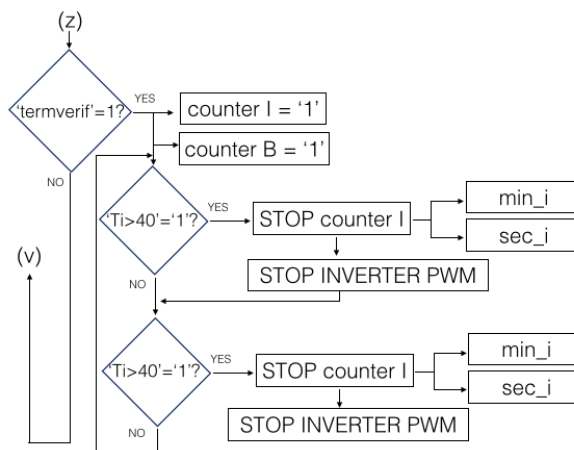 (z)
‘termverif’=1?
YES
counter I = ‘1’
counter B = ‘1’
NO
‘Ti>40’=‘1’?
YES
STOP counter I
min_i
sec_i
(v)
STOP INVERTER PWM
NO
‘Ti>40’=‘1’?
YES
STOP counter I
min_i
sec_i
STOP INVERTER PWM
NO